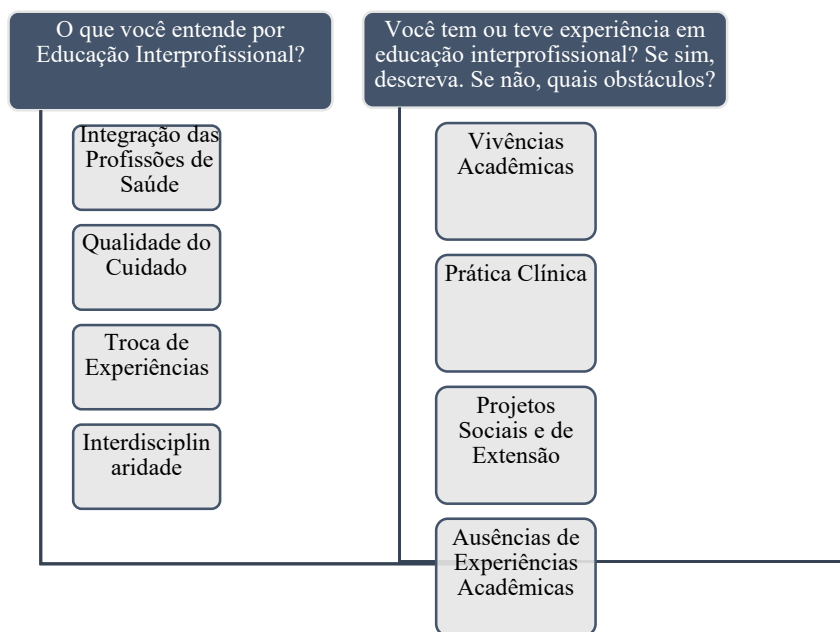 O que você entende por
Educação Interprofissional?
Integração das
Profissões de
Saúde
Qualidade do
Cuidado
Troca de
Experiências
Interdisciplin
aridade
Você tem ou teve experiência em
educação interprofissional? Se sim,
descreva. Se não, quais obstáculos?
Vivências
Acadêmicas
Prática Clínica
Projetos
Sociais e de
Extensão
Ausências de
Experiências
Acadêmicas